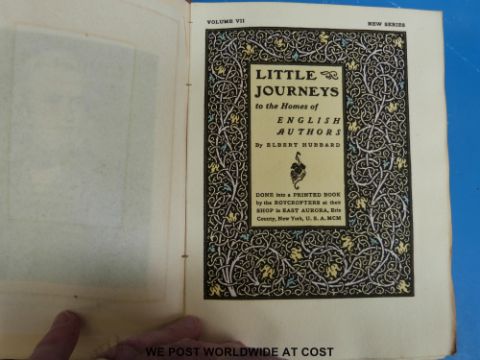 VOLUME VII NEW SERIES
LITTLE
JOURNEYS
to the Homes of
ENGLISH
AUTHORS
By ELBERT HUBBARD
DONE into a PRINTED BOOK
by the ROYCROFTERS at their
SHOP in EAST AURORA, Erie
County, New York, U. S. A. MCM
WE POST WORLDWIDE AT COST